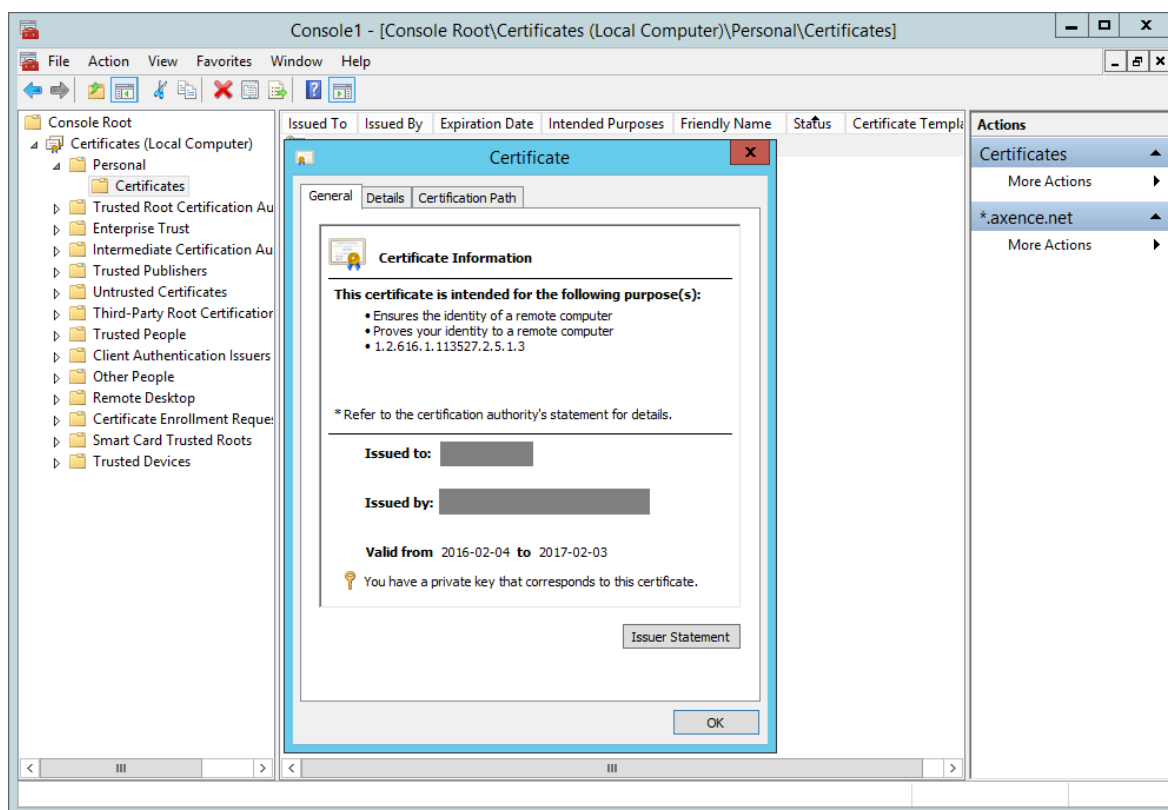 Console1 - [Console Root\Certificates (Local Computer)\Personal\Certificates]
File Action View Favorites Window Help
Console Root
Certificates (Local Computer)
Personal
Certificates
Trusted Root Certification Au
Enterprise Trust
Intermediate Certification Au
Trusted Publishers
Untrusted Certificates
Third-Party Root Certification
Trusted People
Client Authentication Issuers
Other People
Remote Desktop
Certificate Enrollment Reques
Smart Card Trusted Roots
Trusted Devices
Issued To Issued By Expiration Date Intended Purposes Friendly Name Status Certificate Templa
Certificate
General Details Certification Path
Certificate Information
This certificate is intended for the following purpose(s):
• Ensures the identity of a remote computer
• Proves your identity to a remote computer
• 1.2.616.1.113527.2.5.1.3
* Refer to the certification authority's statement for details.
Issued to:
Issued by:
Valid from 2016-02-04 to 2017-02-03
You have a private key that corresponds to this certificate.
Issuer Statement
OK
Actions
Certificates
More Actions
*.axence.net
More Actions